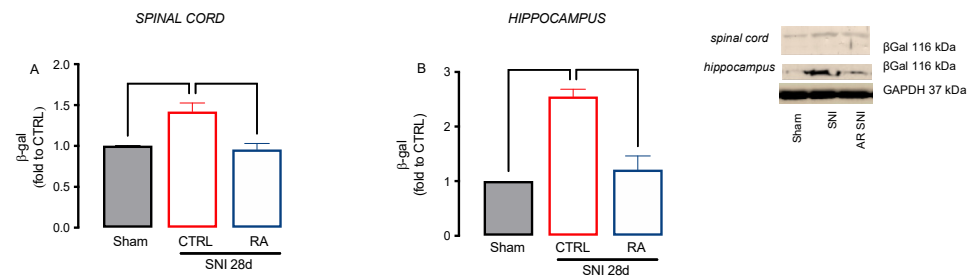 SPINAL CORD
A
β-gal
(fold to CTRL)
2.0
1.5
1.0
0.5
0.0
Sham
CTRL
RA
SNI 28d
HIPPOCAMPUS
B
β-gal
(fold to CTRL)
3
2
1
0
Sham
CTRL
RA
SNI 28d
spinal cord
βGal 116 kDa
hippocampus
βGal 116 kDa
GAPDH 37 kDa
Sham
SNI
AR SNI